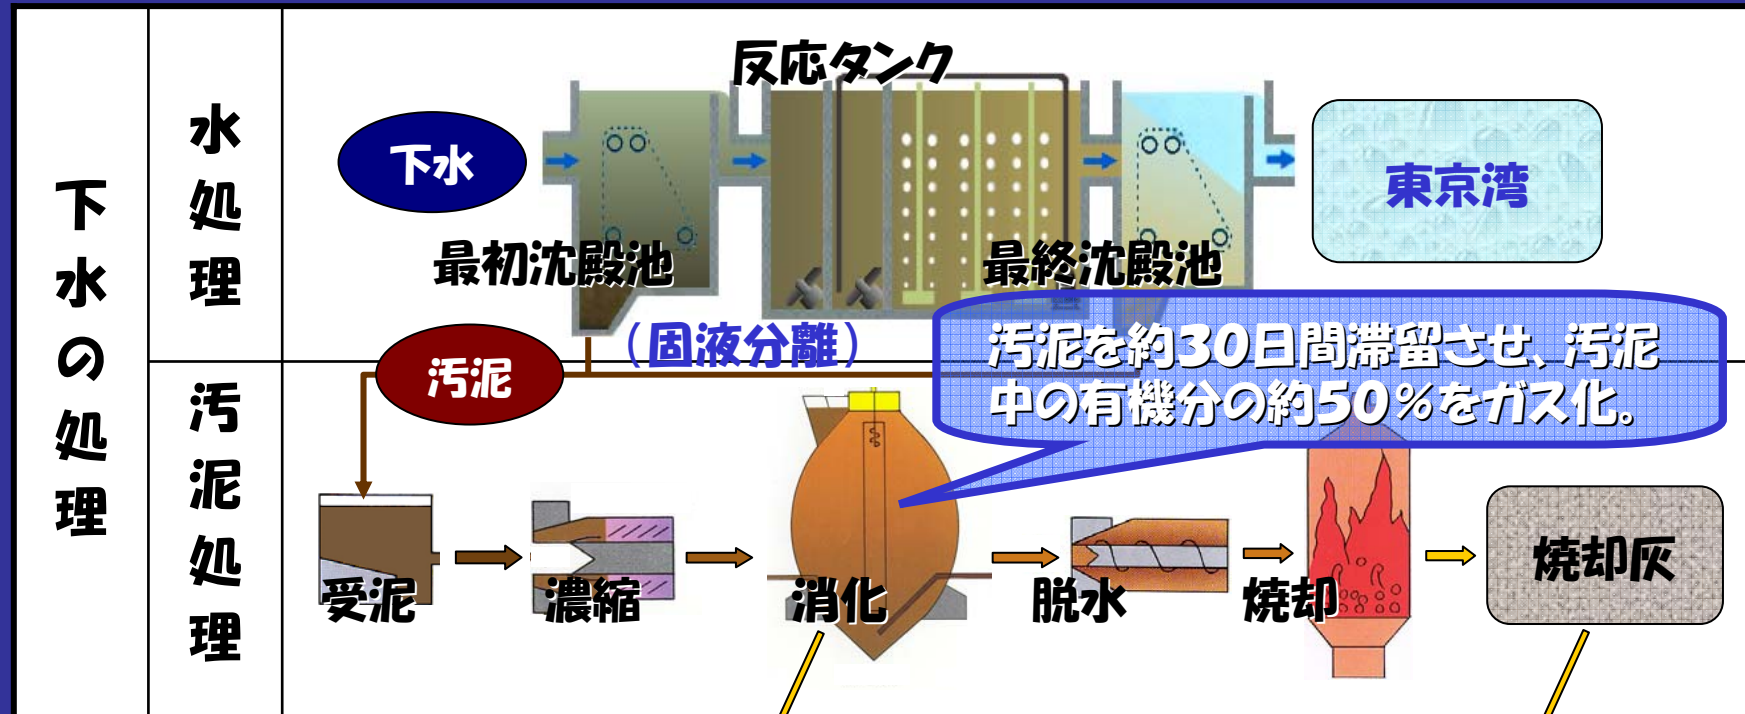 下水の処理
水処理
反応タンク
下水
東京湾
最初沈殿池
最終沈殿池
（固液分離）
汚泥を約30日間滞留させ、汚泥
中の有機分の約50％をガス化。
汚泥
汚泥処理
受泥
濃縮
消化
脱水
焼却
焼却灰